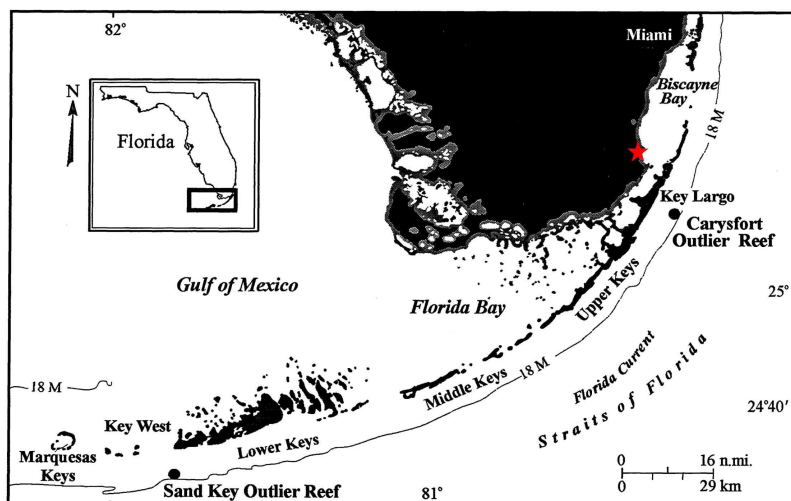 82
Miami
Biscayne
Bay
N
Florida
18 M
Key Largo
Carysfort
Outlier Reef
Gulf of Mexico
Upper Keys
25°
Florida Bay
Florida Current
Straits of Florida
18 M
Middle Keys
18 M
24°40'
Key West
Lower Keys
Marquesas
Keys
Sand Key Outlier Reef
81°
0 16 n.mi.
0 29 km